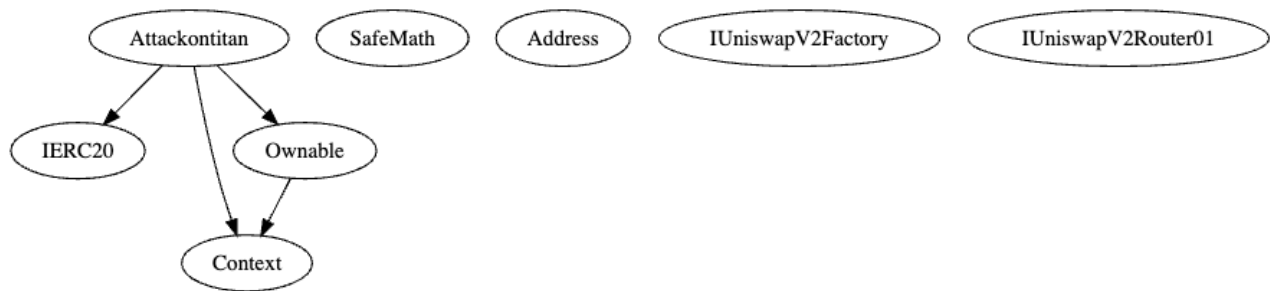 Attackontitan
SafeMath
Address
IUniswapV2Factory
IUniswapV2Router01
IERC20
Ownable
Context